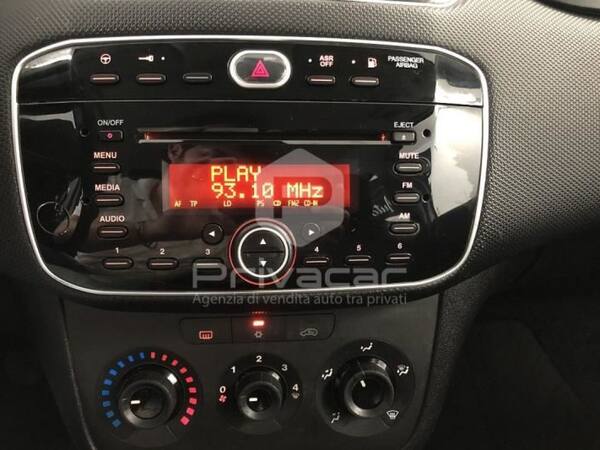 ASR
OFF
PASSENGER
AIRBAG
ON/OFF
EJECT
MENU
MUTE
PLAY
93.10 MHz
MEDIA
FM
AF TP LD PS CD FM2 CD-IN
AUDIO
AM
1 2 3 4 5 6
Privacar
Agenzia di vendita auto tra privati
0 1 2 3 4